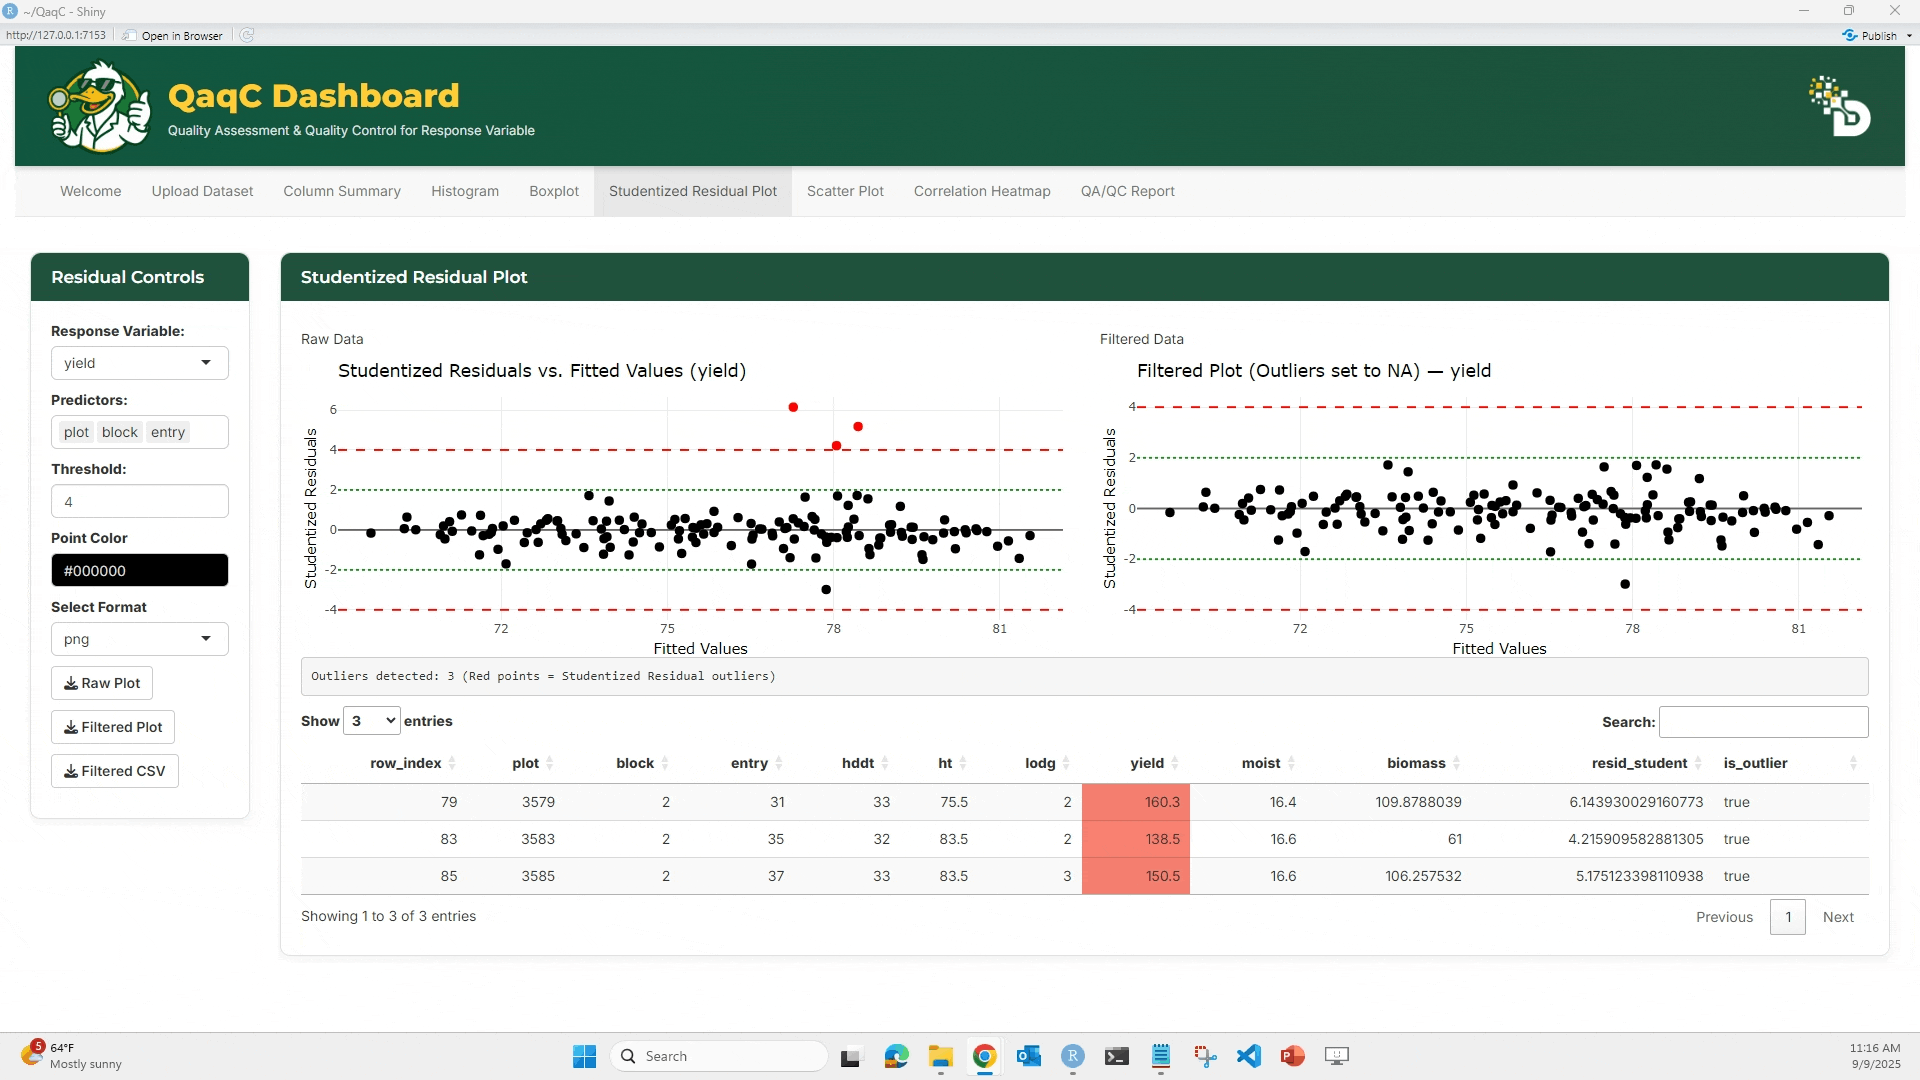 ~/QaqC - Shiny
http://127.0.0.1:7153 Open in Browser Publish
QaqC Dashboard
Quality Assessment & Quality Control for Response Variable
Welcome Upload Dataset Column Summary Histogram Boxplot Studentized Residual Plot Scatter Plot Correlation Heatmap QA/QC Report
Residual Controls
Response Variable:
yield
Predictors:
plot block entry
Threshold:
4
Point Color
#000000
Select Format
png
Raw Plot
Filtered Plot
Filtered CSV
Studentized Residual Plot
Raw Data
Studentized Residuals vs. Fitted Values (yield)
Studentized Residuals
6
4
2
0
-2
-4
72 75 78 81
Fitted Values
Filtered Data
Filtered Plot (Outliers set to NA) — yield
Studentized Residuals
4
2
0
-2
-4
72 75 78 81
Fitted Values
Outliers detected: 3 (Red points = Studentized Residual outliers)
Show 3 entries
Search:
row_index plot block entry hddt ht lodg yield moist biomass resid_student is_outlier
79 3579 2 31 33 75.5 2 160.3 16.4 109.8788039 6.143930029160773 true
83 3583 2 35 32 83.5 2 138.5 16.6 61 4.215909582881305 true
85 3585 2 37 33 83.5 3 150.5 16.6 106.257532 5.175123398110938 true
Showing 1 to 3 of 3 entries
Previous 1 Next
5
64°F
Mostly sunny
Search
11:16 AM
9/9/2025